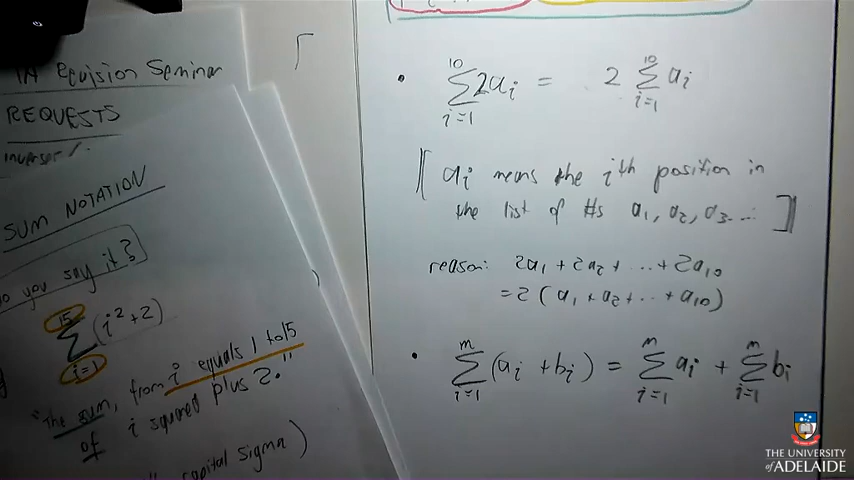 IA Revision Seminar
REQUESTS
inverses
SUM NOTATION
do you say it?
15
∑ (i² + 2)
i=1
"The sum, from i equals 1 to 15
of i squared plus 2."
capital sigma)
• 10∑i=1 2ai = 2 10∑i=1 ai
[ ai means the ith position in
the list of #s a1, a2, a3 ... ]
reason: 2a1 + 2a2 + ... + 2a10
= 2 (a1 + a2 + ... + a10)
• m∑i=1 (ai + bi) = m∑i=1 ai + m∑i=1 bi
THE UNIVERSITY
of ADELAIDE